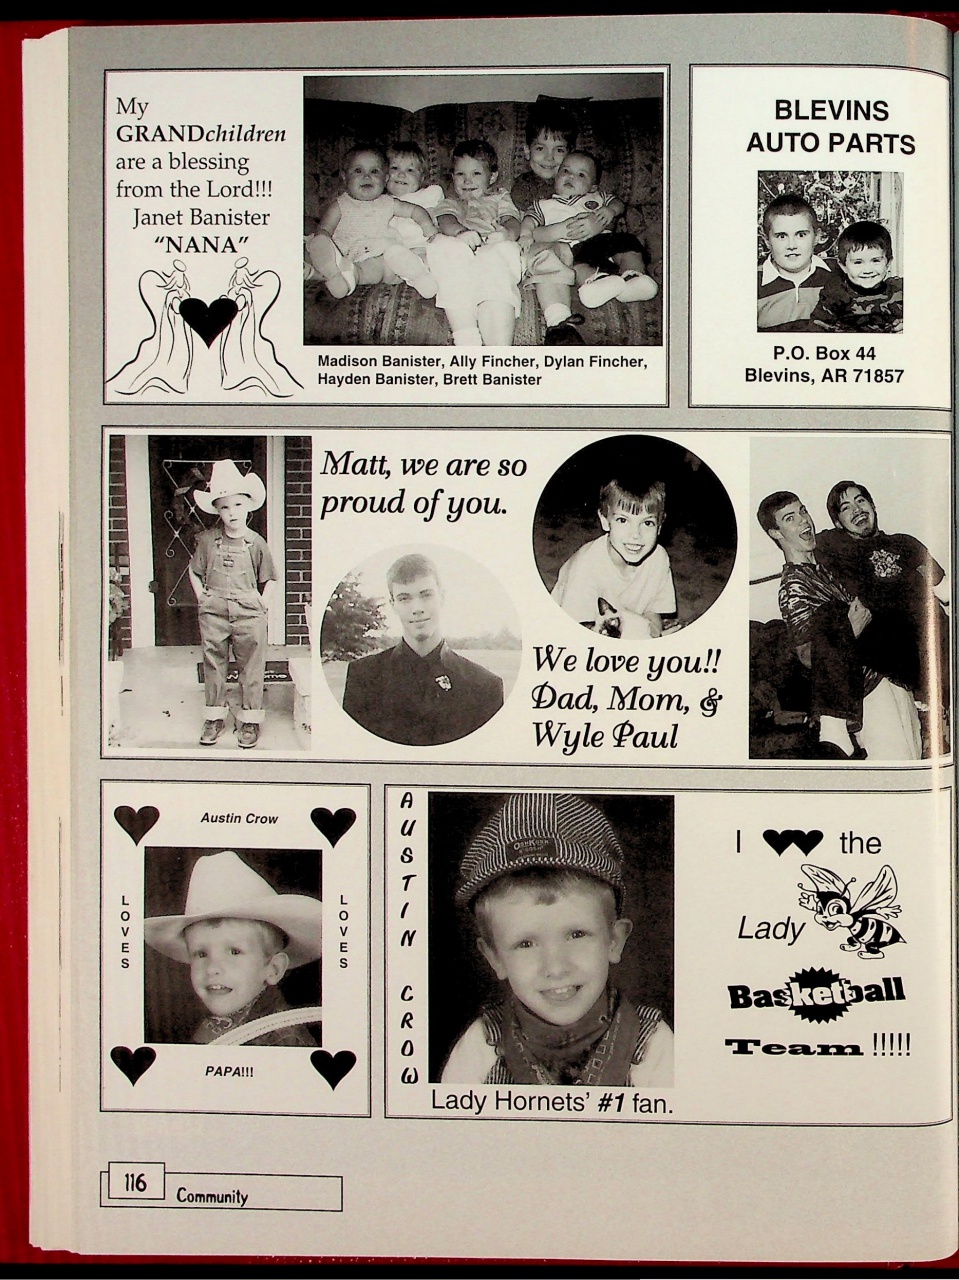 My
GRANDchildren
are a blessing
from the Lord!!!
Janet Banister
“NANA”
Madison Banister, Ally Fincher, Dylan Fincher,
Hayden Banister, Brett Banister
BLEVINS
AUTO PARTS
P.O. Box 44
Blevins, AR 71857
Matt, we are so
proud of you.
We love you!!
Dad, Mom, &
Wyle Paul
Austin Crow
LOVES
LOVES
PAPA!!!
AUSTIN CROW
OSHKOSH
B'GOSH
Lady Hornets’ #1 fan.
I the
Lady
Basketball
Team !!!!!
116
Community